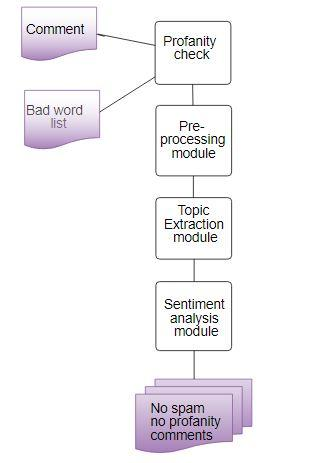 Comment
Profanity
check
Bad word
list
Pre-
processing
module
Topic
Extraction
module
Sentiment
analysis
module
No spam
no profanity
comments